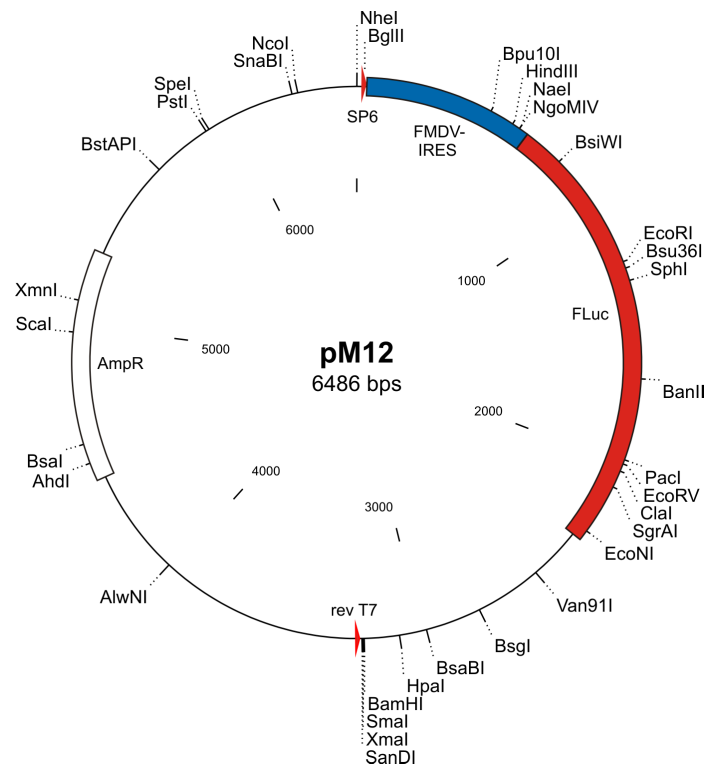 NheI
BglII
NcoI
SnaBI
Bpu10I
HindIII
NaeI
NgoMIV
SpeI
PstI
SP6
FMDV-
IRES
BsiWI
BstAPI
6000
EcoRI
Bsu36I
SphI
1000
XmnI
ScaI
FLuc
5000
AmpR
pM12
6486 bps
BanII
2000
BsaI
AhdI
4000
PacI
EcoRV
ClaI
SgrAI
3000
EcoNI
AlwNI
rev T7
Van91I
BsgI
BsaBI
HpaI
BamHI
SmaI
XmaI
SanDI